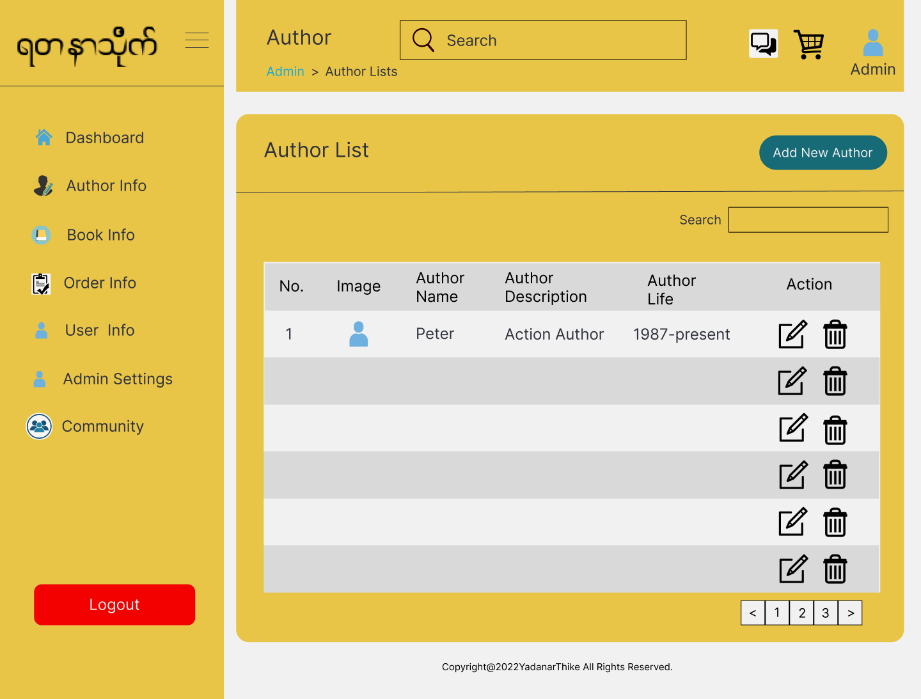 ရတနာသိုက်
Author
Search
Admin > Author Lists
Admin
Dashboard
Author Info
Book Info
Order Info
User Info
Admin Settings
Community
Logout
Author List
Add New Author
Search
No. Image Author Name Author Description Author Life Action
1 Peter Action Author 1987-present
< 1 2 3 >
Copyright@2022YadanarThike All Rights Reserved.